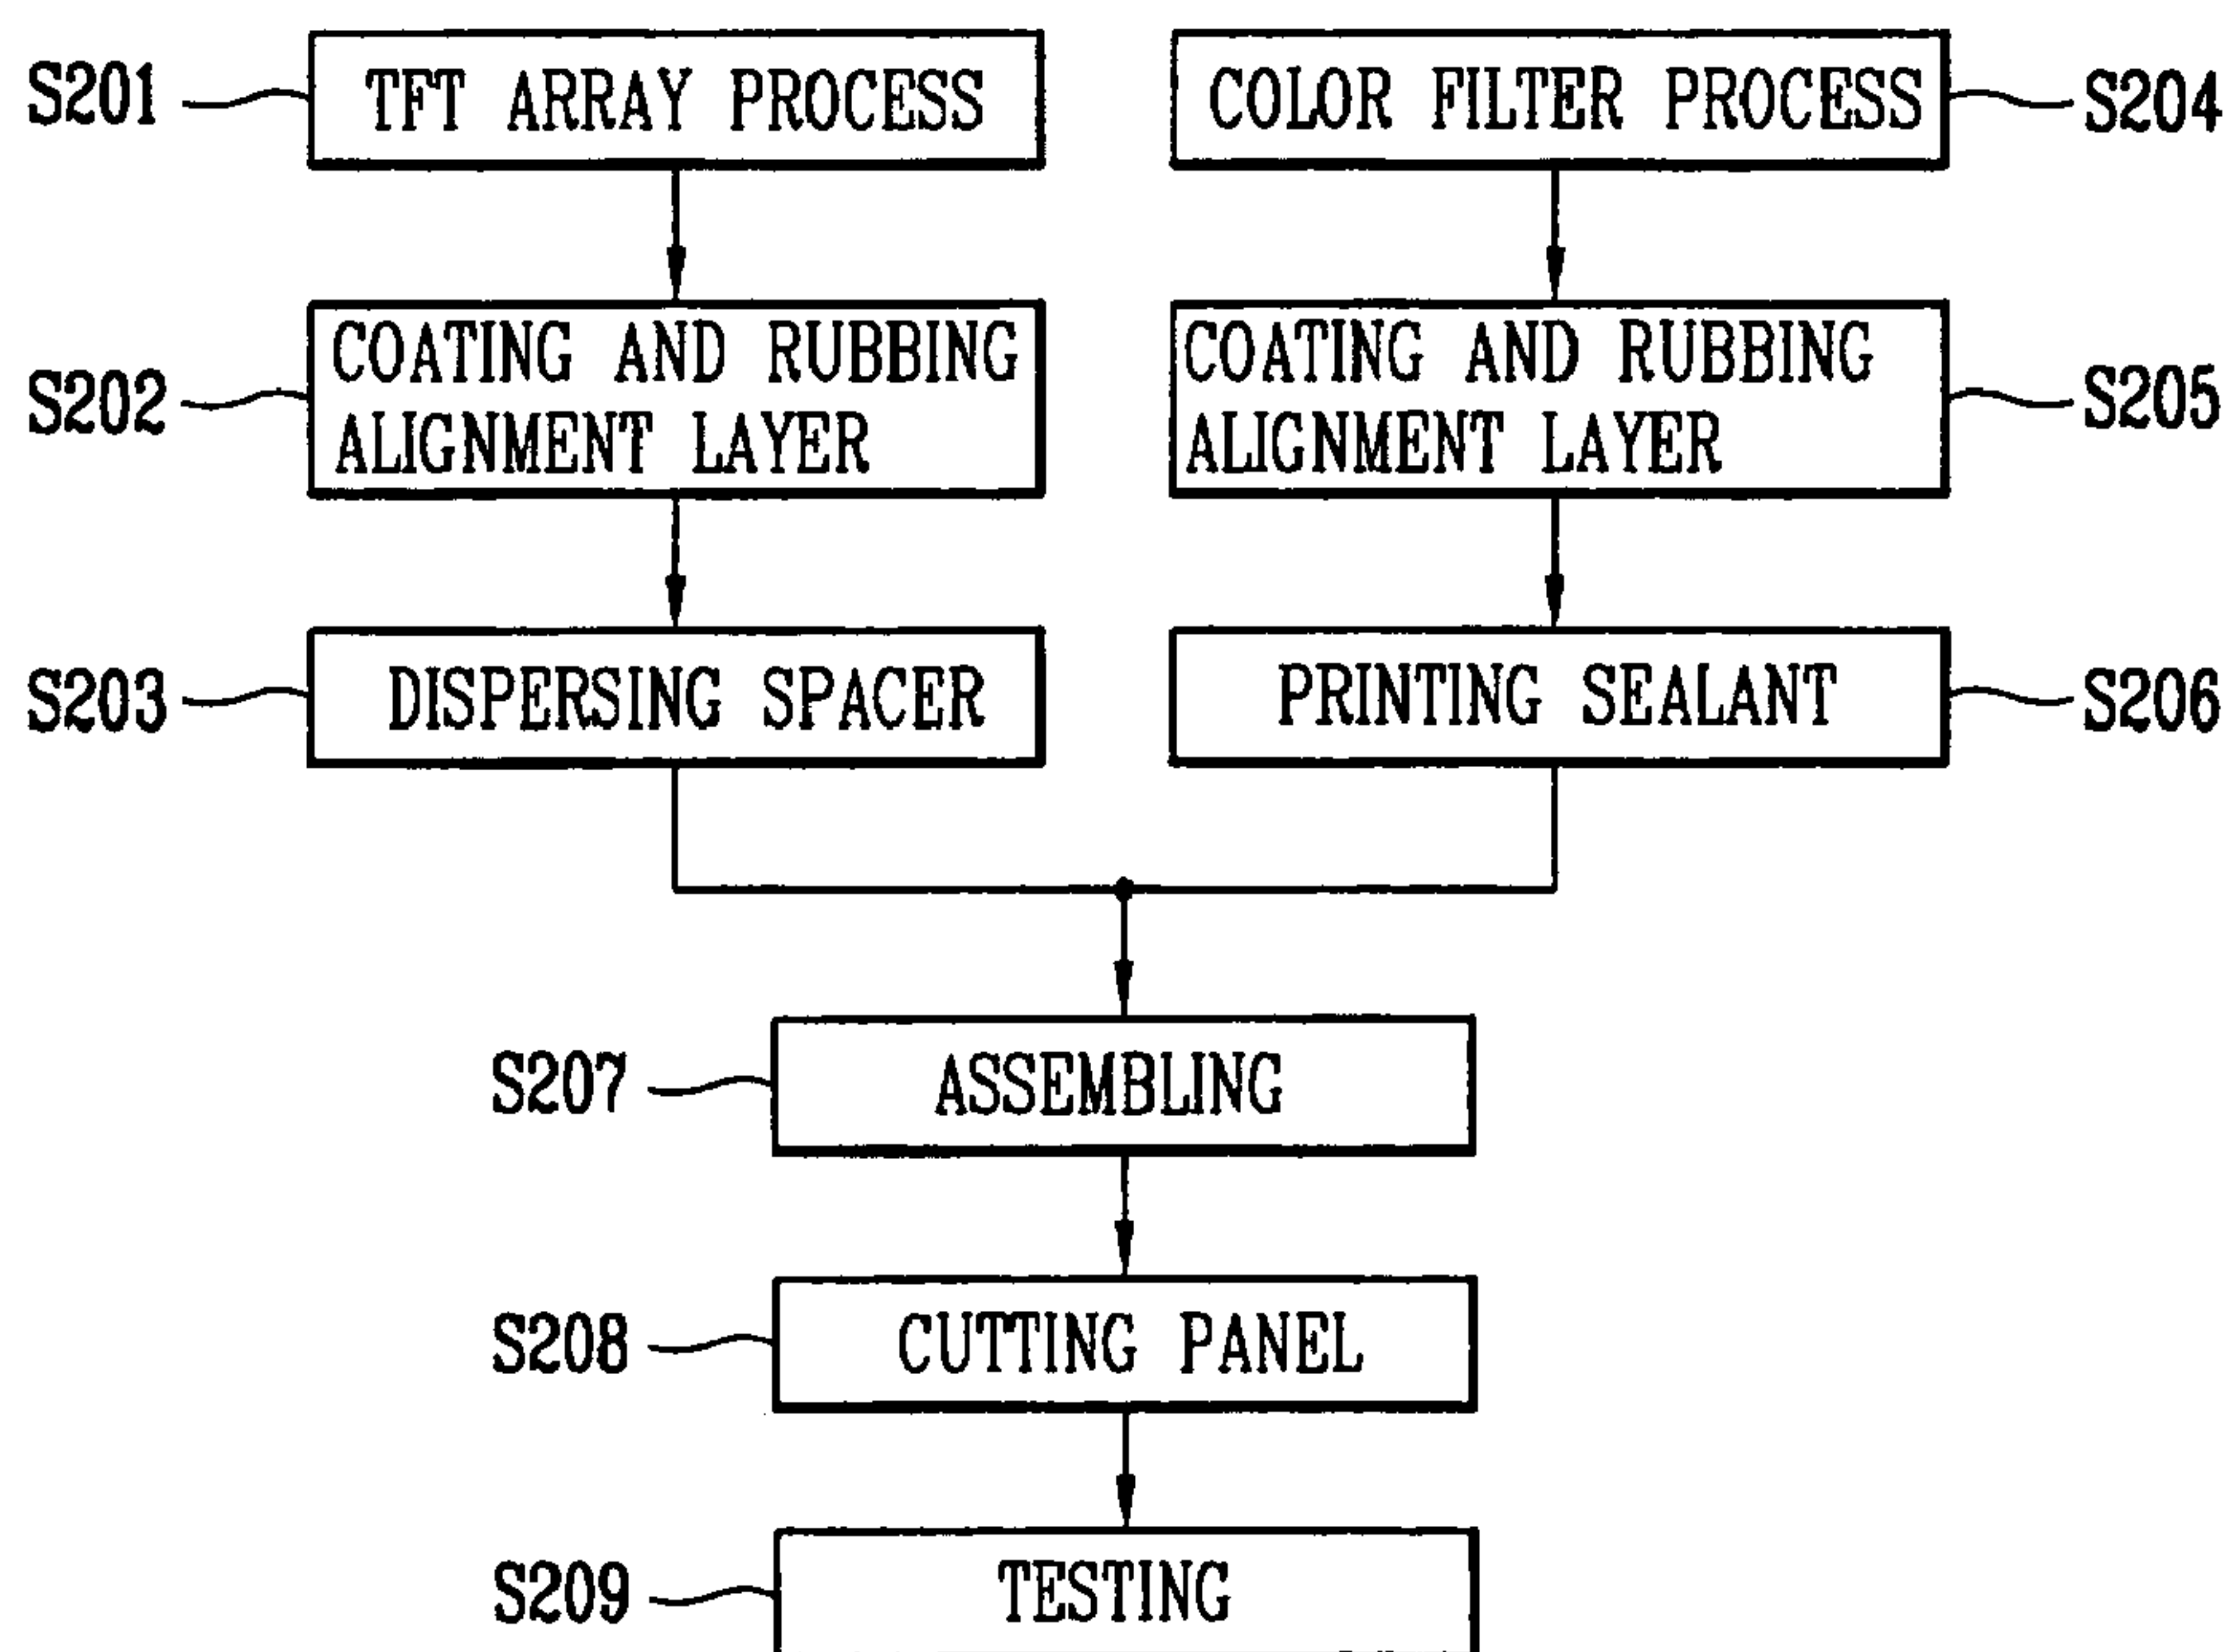 S201
TFT ARRAY PROCESS
COLOR FILTER PROCESS
S204
S202
COATING AND RUBBING
ALIGNMENT LAYER
COATING AND RUBBING
ALIGNMENT LAYER
S205
S203
DISPERSING SPACER
PRINTING SEALANT
S206
S207
ASSEMBLING
S208
CUTTING PANEL
S209
TESTING